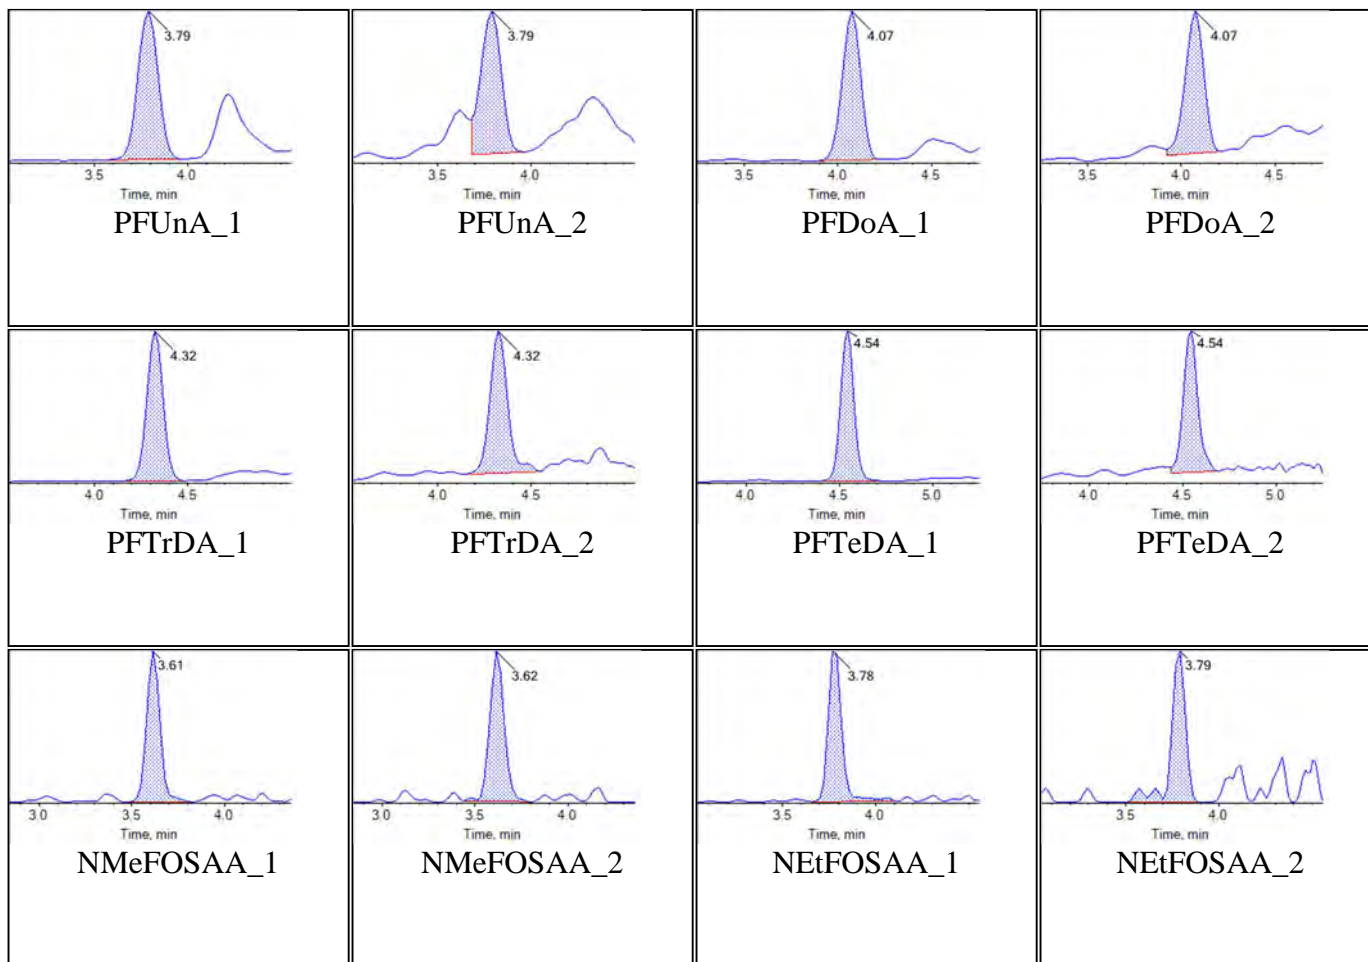 3.79
3.5 4.0
Time, min
PFUnA_1
3.79
3.5 4.0
Time, min
PFUnA_2
4.07
3.5 4.0 4.5
Time, min
PFDoA_1
4.07
3.5 4.0 4.5
Time, min
PFDoA_2
4.32
4.0 4.5
Time, min
PFTrDA_1
4.32
4.0 4.5
Time, min
PFTrDA_2
4.54
4.0 4.5 5.0
Time, min
PFTeDA_1
4.54
4.0 4.5 5.0
Time, min
PFTeDA_2
3.61
3.0 3.5 4.0
Time, min
NMeFOSAA_1
3.62
3.0 3.5 4.0
Time, min
NMeFOSAA_2
3.78
3.5 4.0
Time, min
NEtFOSAA_1
3.79
3.5 4.0
Time, min
NEtFOSAA_2